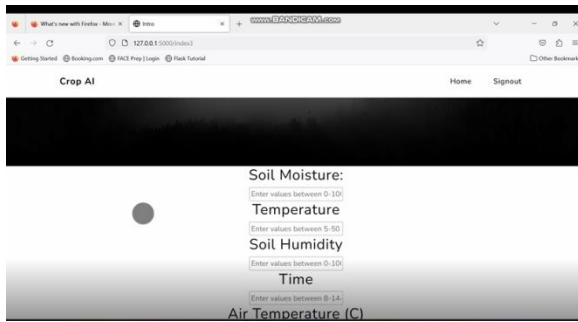 What's new with Firefox - More
Intro
WWW.BANDICAM.COM
127.0.0.1:5000/index3
Getting Started
Booking.com
FACE Prep | Login
Flask Tutorial
Other Bookmark
Crop AI
Home
Signout
Soil Moisture:
Enter values between 0-10
Temperature
Enter values between 5-50
Soil Humidity
Enter values between 0-10
Time
Enter values between 8-14-
Air Temperature (C)